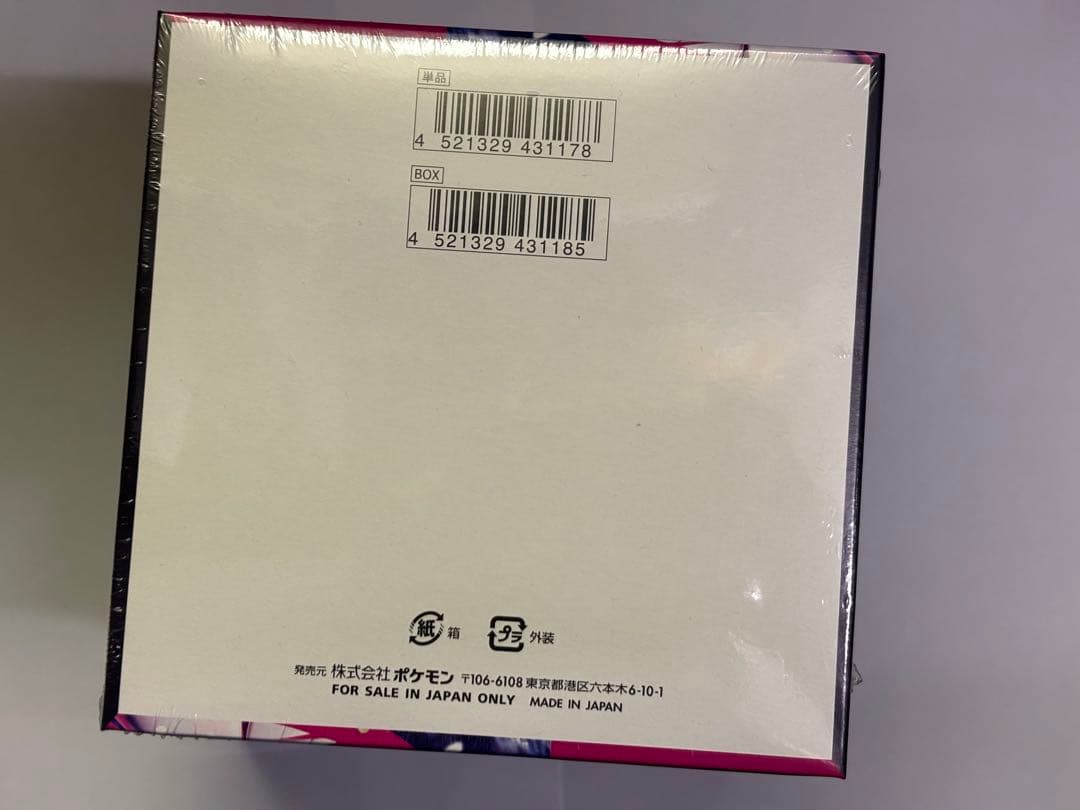 単品
4 521329 431178
BOX
4 521329 431185
紙 箱 プラ 外装
発売元 株式会社 ポケモン 〒106-6108 東京都港区六本木6-10-1
FOR SALE IN JAPAN ONLY MADE IN JAPAN